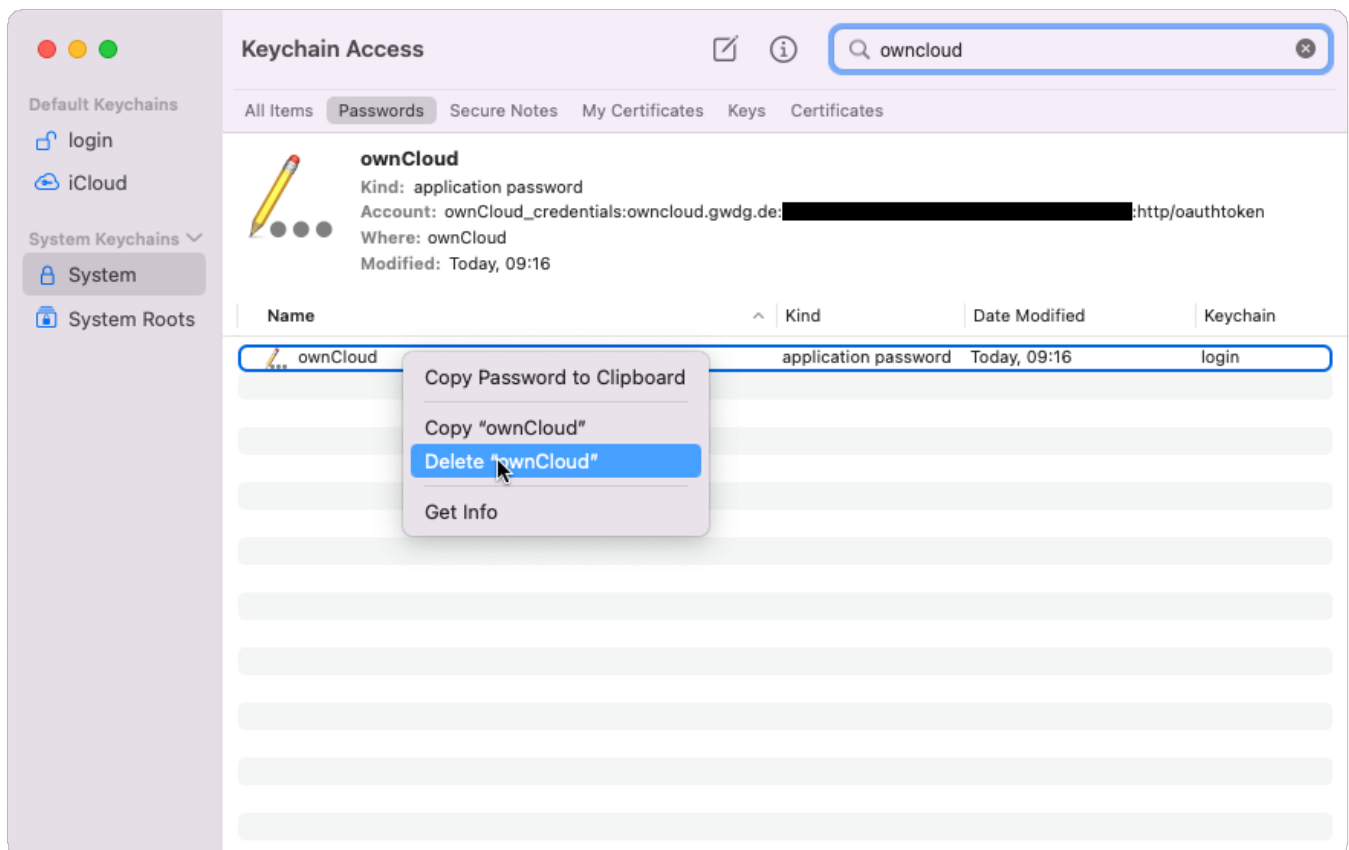 Keychain Access
owncloud
Default Keychains
login
iCloud
System Keychains
System
System Roots
All Items Passwords Secure Notes My Certificates Keys Certificates
ownCloud
Kind: application password
Account: ownCloud_credentials:owncloud.gwdg.de: :http/oauthtoken
Where: ownCloud
Modified: Today, 09:16
Name Kind Date Modified Keychain
ownCloud application password Today, 09:16 login
Copy Password to Clipboard
Copy “ownCloud”
Delete “ownCloud”
Get Info